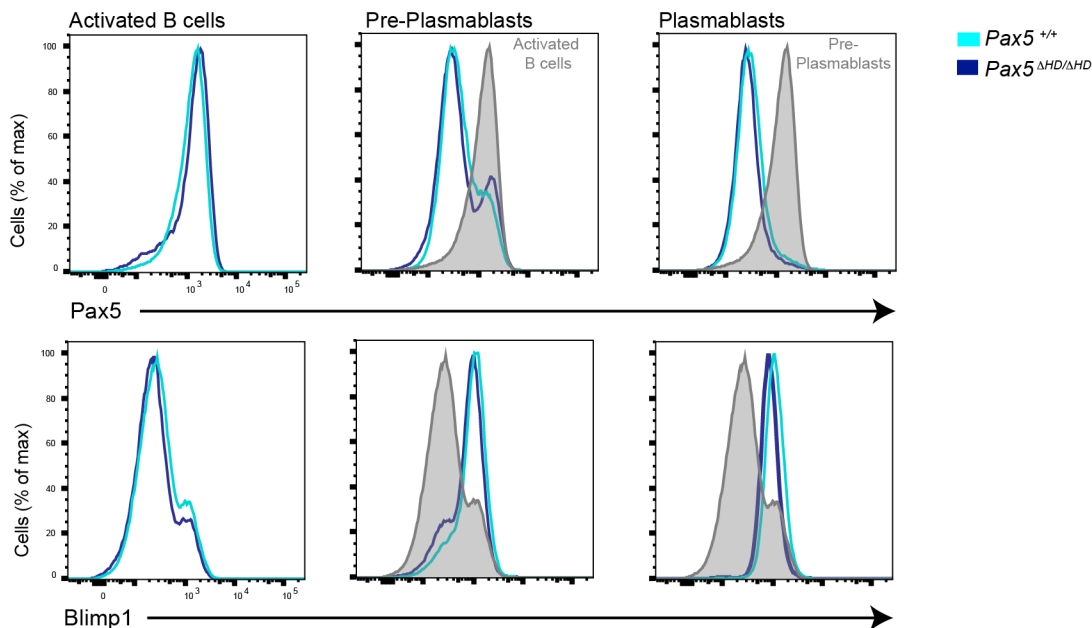 Activated B cells
Pre-Plasmablasts
Plasmablasts
Pax5 +/+
Pax5 ΔHD/ΔHD
Activated
B cells
Pre-
Plasmablasts
Cells (% of max)
100
80
60
40
20
0
0 10³ 10⁴ 10⁵
Pax5
Cells (% of max)
100
80
60
40
20
0
0 10³ 10⁴ 10⁵
Blimp1